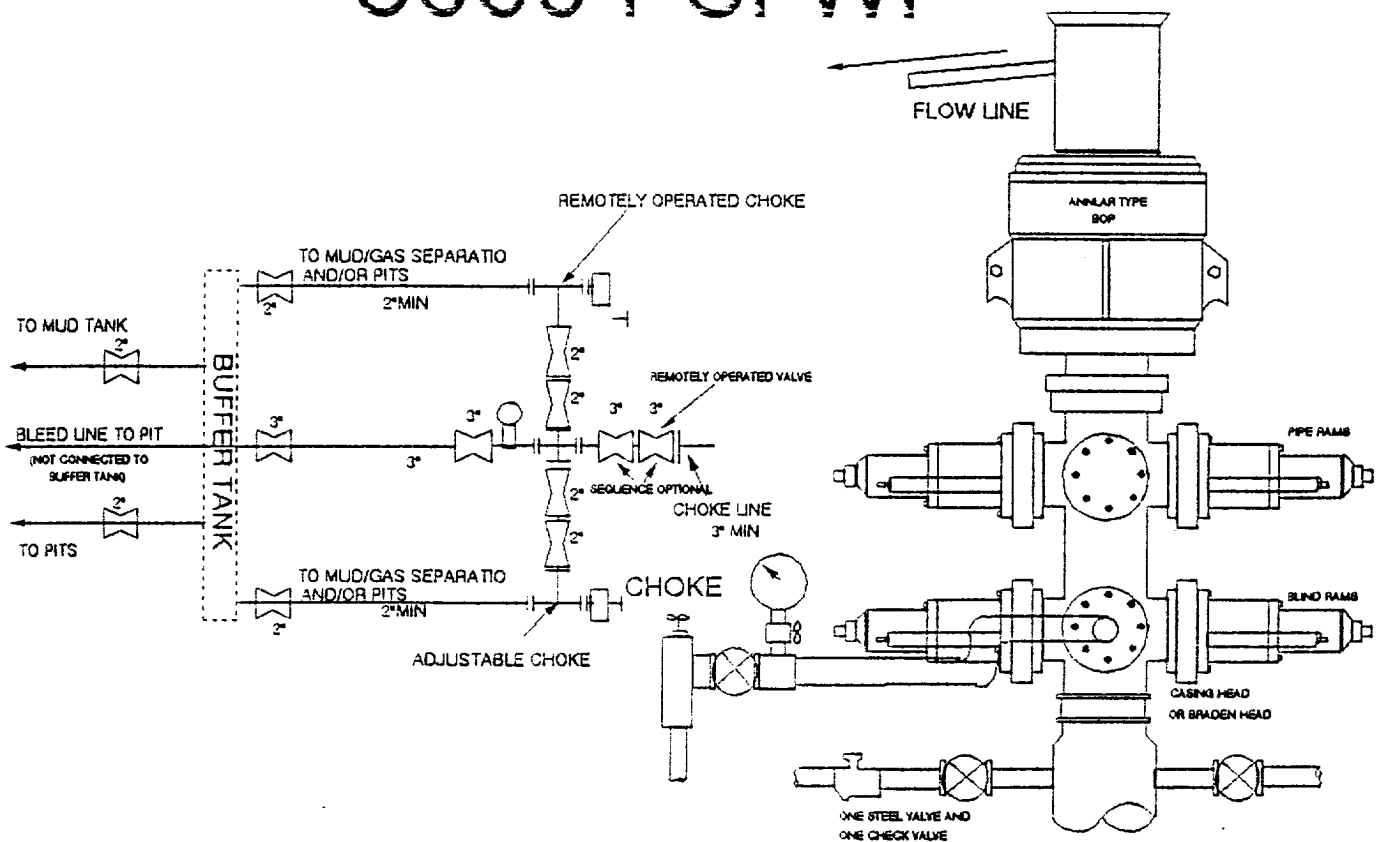 FLOW LINE
ANNLAR TYPE
BOP
REMOTELY OPERATED CHOKE
TO MUD/GAS SEPARATIO
AND/OR PITS
2"MIN
2"
TO MUD TANK
2"
2"
2"
REMOTELY OPERATED VALVE
BUFFER TANK
BLEED LINE TO PIT
(NOT CONNECTED TO
BUFFER TANK)
3"
3"
3"
3"
3"
SEQUENCE OPTIONAL
CHOKE LINE
3" MIN
PIPE RAMS
2"
2"
2"
TO PITS
TO MUD/GAS SEPARATIO
AND/OR PITS
2"MIN
2"
CHOKE
ADJUSTABLE CHOKE
BLIND RAMS
CASING HEAD
OR BRADEN HEAD
ONE STEEL VALVE AND
ONE CHECK VALVE